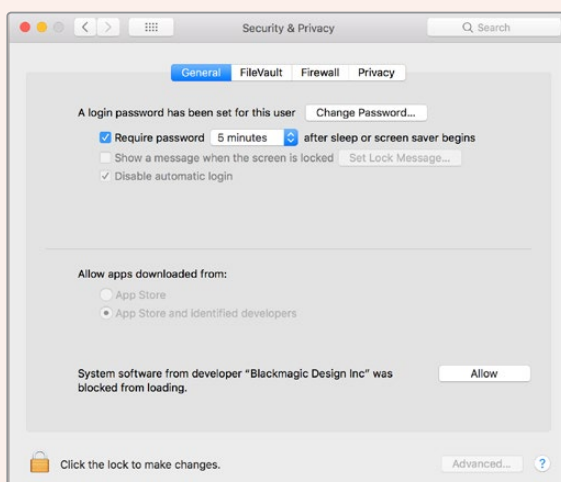 Security & Privacy
Search
General FileVault Firewall Privacy
A login password has been set for this user Change Password...
Require password 5 minutes after sleep or screen saver begins
Show a message when the screen is locked Set Lock Message...
Disable automatic login
Allow apps downloaded from:
App Store
App Store and identified developers
System software from developer “Blackmagic Design Inc” was Allow
blocked from loading.
Click the lock to make changes. Advanced... ?